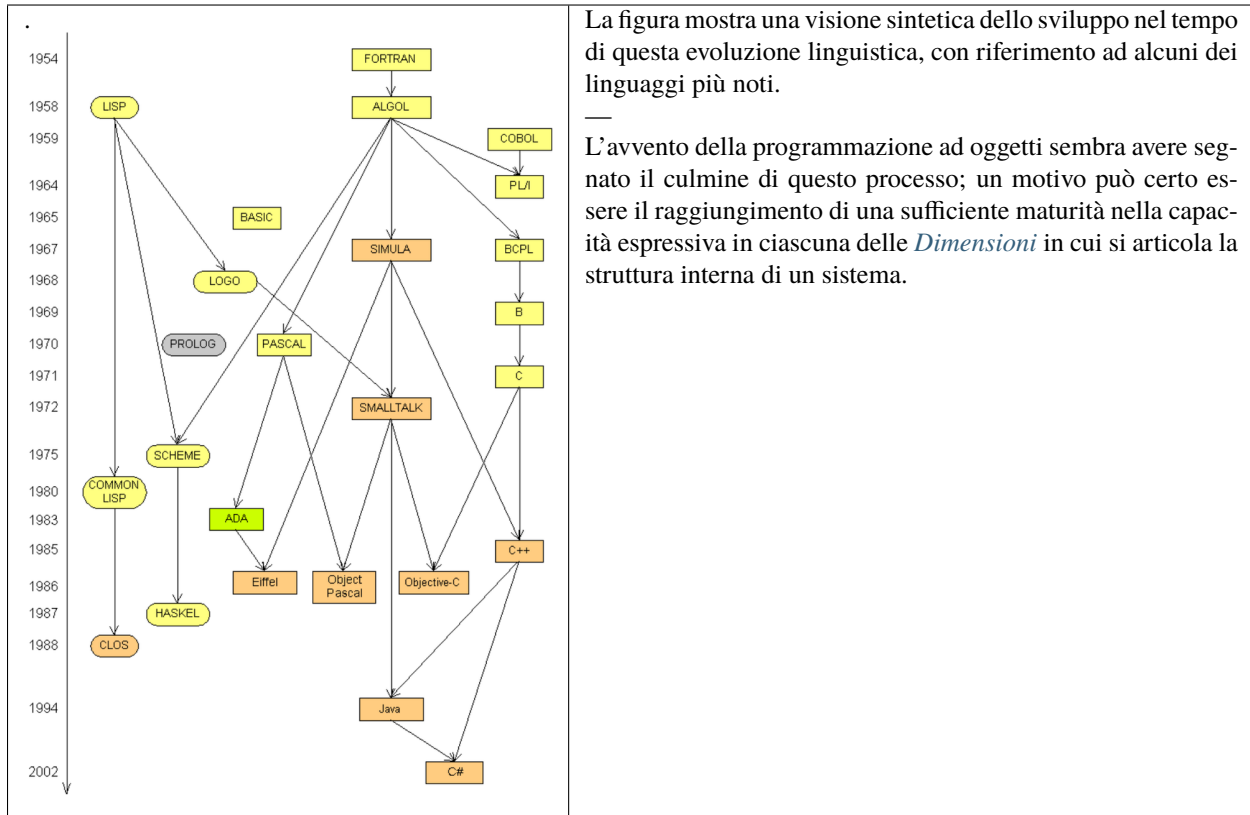 .
1954 FORTRAN
1958 LISP ALGOL
1959 COBOL
1964 PL/I
1965 BASIC
1967 SIMULA BCPL
1968 LOGO
1969 B
1970 PROLOG PASCAL
1971 C
1972 SMALLTALK
1975 SCHEME
1980 COMMON
LISP
1983 ADA
1985 C++
1986 Eiffel Object
Pascal Objective-C
1987 HASKEL
1988 CLOS
1994 Java
2002 C#
La figura mostra una visione sintetica dello sviluppo nel tempo
di questa evoluzione linguistica, con riferimento ad alcuni dei
linguaggi più noti.
—
L’avvento della programmazione ad oggetti sembra avere seg-
nato il culmine di questo processo; un motivo può certo es-
sere il raggiungimento di una sufficiente maturità nella capac-
ità espressiva in ciascuna delle Dimensioni in cui si articola la
struttura interna di un sistema.